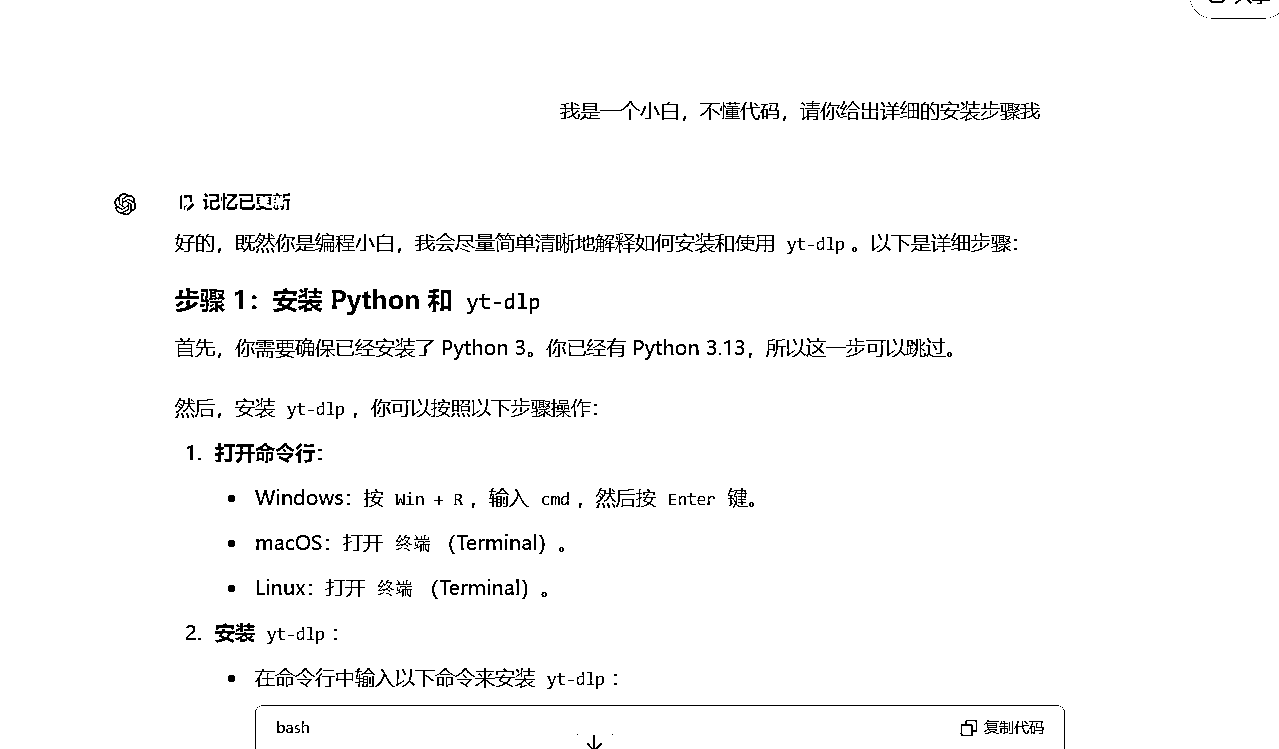 我是一个小白，不懂代码，请你给出详细的安装步骤我
记忆已更新
好的，既然你是编程小白，我会尽量简单清晰地解释如何安装和使用 yt-dlp。以下是详细步骤：
步骤 1：安装 Python 和 yt-dlp
首先，你需要确保已经安装了 Python 3。你已经有 Python 3.13，所以这一步可以跳过。
然后，安装 yt-dlp，你可以按照以下步骤操作：
1. 打开命令行：
• Windows：按 Win + R，输入 cmd，然后按 Enter 键。
• macOS：打开 终端 （Terminal）。
• Linux：打开 终端 （Terminal）。
2. 安装 yt-dlp：
• 在命令行中输入以下命令来安装 yt-dlp：
bash 复制代码